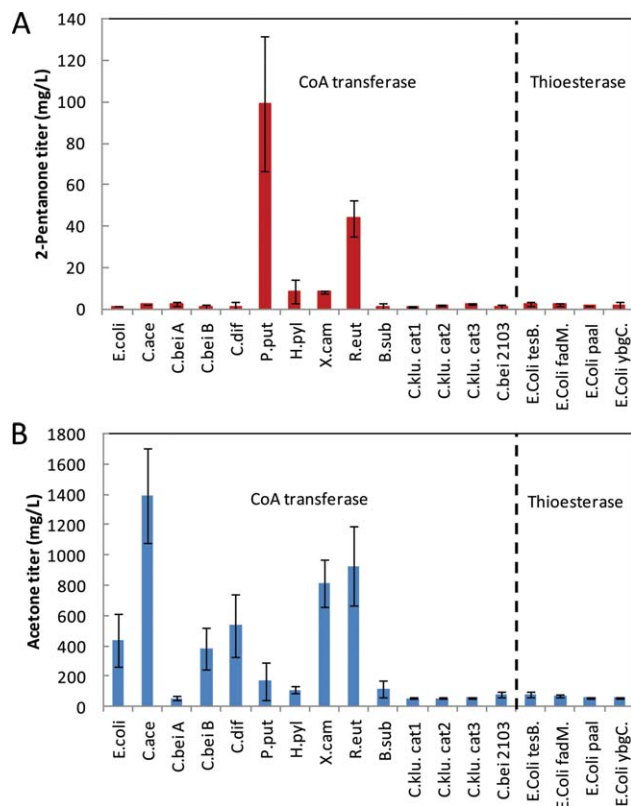 A
2-Pentanone titer (mg/L)
140
120
100
80
60
40
20
0
CoA transferase
Thioesterase
E.coli
C.ace
C.bei A
C.bei B
C.dif
P.put
H.pyl
X.cam
R.eut
B.sub
C.klu. cat1
C.klu. cat2
C.klu. cat3
C.bei 2103
E.Coli tesB.
E.Coli fadM.
E.Coli paaI
E.Coli ybgC.
B
Acetone titer (mg/L)
1800
1600
1400
1200
1000
800
600
400
200
0
CoA transferase
Thioesterase
E.coli
C.ace
C.bei A
C.bei B
C.dif
P.put
H.pyl
X.cam
R.eut
B.sub
C.klu. cat1
C.klu. cat2
C.klu. cat3
C.bei 2103
E.Coli tesB.
E.Coli fadM.
E.Coli paaI
E.Coli ybgC.